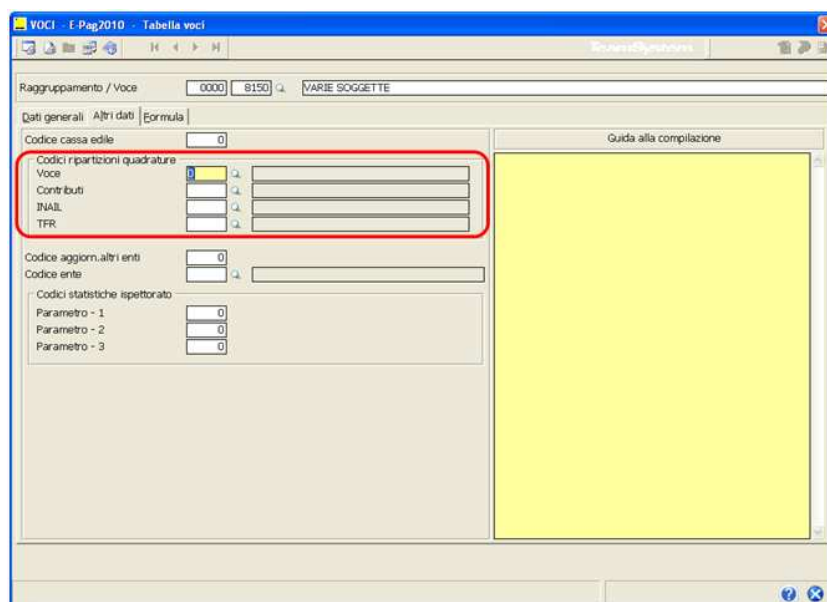 VOCI - E-Pag2010 - Tabella voci
TeamSystem
Raggruppamento / Voce 0000 8150 VARIE SOGGETTE
Dati generali Altri dati Formula
Codice cassa edile 0 Guida alla compilazione
Codici ripartizioni quadrature
Voce 0
Contributi
INAIL
TFR
Codice aggiorn.altri enti 0
Codice ente
Codici statistiche ispettorato
Parametro - 1 0
Parametro - 2 0
Parametro - 3 0